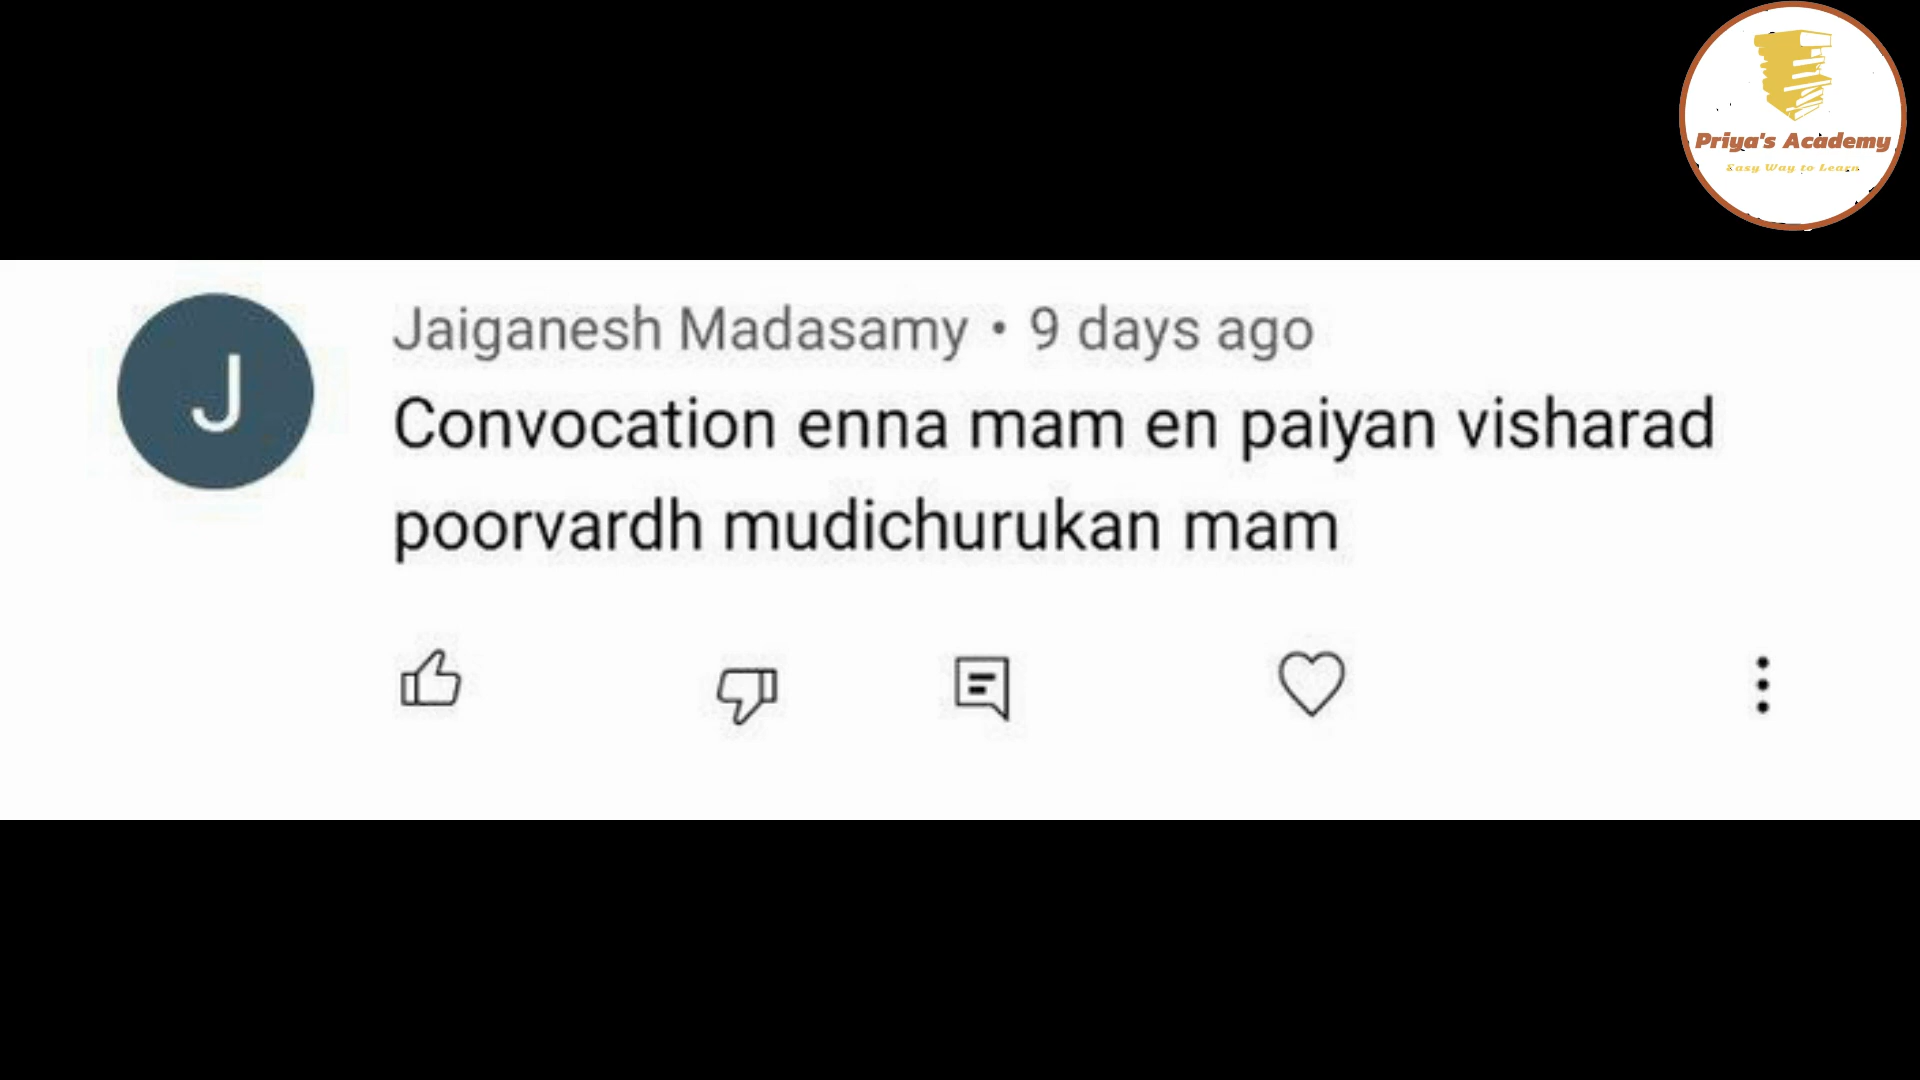 Priya's Academy
Easy Way to Learn
J
Jaiganesh Madasamy • 9 days ago
Convocation enna mam en paiyan visharad
poorvardh mudichurukan mam